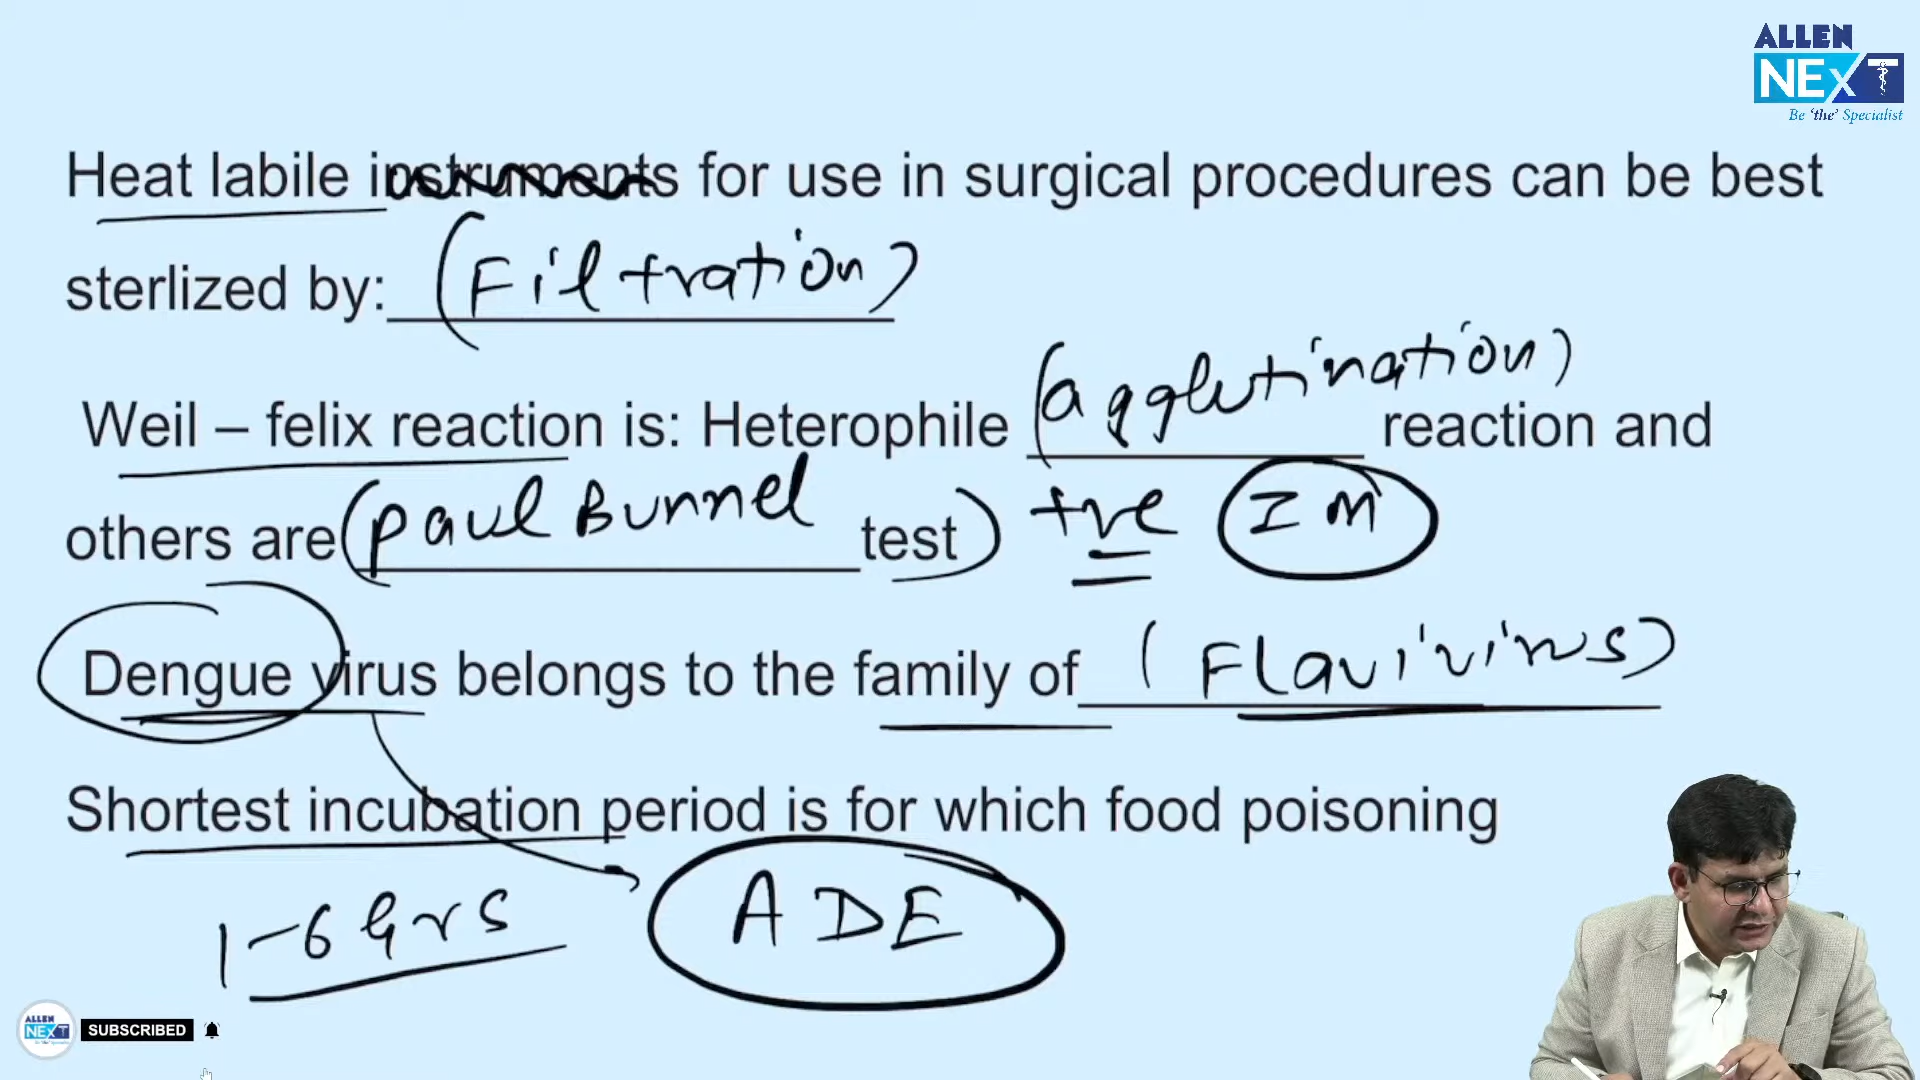 ALLEN
NEXT
Be 'the' Specialist
Heat labile instruments for use in surgical procedures can be best
sterlized by: (Filtration)
(agglutination)
Weil – felix reaction is: Heterophile reaction and
others are (Paul Bunnel test) +ve IM
Dengue virus belongs to the family of (Flavivirus)
Shortest incubation period is for which food poisoning
1-6 hrs ADE
ALLEN
NEXT
SUBSCRIBED